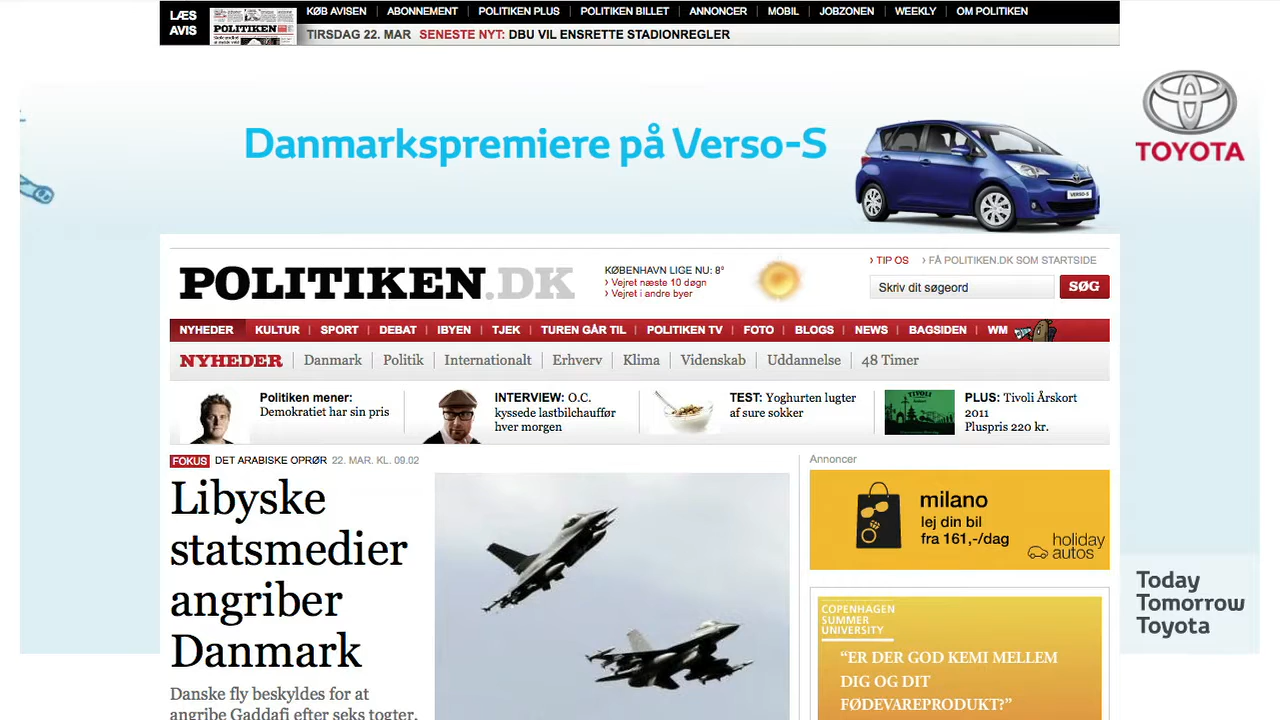 LÆS
AVIS
POLITIKEN
KØB AVISEN
ABONNEMENT
POLITIKEN PLUS
POLITIKEN BILLET
ANNONCER
MOBIL
JOBZONEN
WEEKLY
OM POLITIKEN
TIRSDAG 22. MAR SENESTE NYT: DBU VIL ENSRETTE STADIONREGLER
Danmarkspremiere på Verso-S
VERSO-S
TOYOTA
POLITIKEN.DK
KØBENHAVN LIGE NU: 8°
› Vejret næste 10 døgn
› Vejret i andre byer
› TIP OS › FÅ POLITIKEN.DK SOM STARTSIDE
Skriv dit søgeord
SØG
NYHEDER | KULTUR | SPORT | DEBAT | IBYEN | TJEK | TUREN GÅR TIL | POLITIKEN TV | FOTO | BLOGS | NEWS | BAGSIDEN | WM
NYHEDER | Danmark | Politik | Internationalt | Erhverv | Klima | Videnskab | Uddannelse | 48 Timer
Politiken mener:
Demokratiet har sin pris
INTERVIEW: O.C.
kyssede lastbilchauffør
hver morgen
TEST: Yoghurten lugter
af sure sokker
TIVOLI
PLUS: Tivoli Årskort
2011
Pluspris 220 kr.
FOKUS DET ARABISKE OPRØR 22. MAR. KL. 09.02
Libyske
statsmedier
angriber
Danmark
Danske fly beskyldes for at
angribe Gaddafi efter seks togter.
Annoncer
milano
lej din bil
fra 161,-/dag
holiday
autos
COPENHAGEN
SUMMER
UNIVERSITY
“ER DER GOD KEMI MELLEM
DIG OG DIT
FØDEVAREPRODUKT?”
Today
Tomorrow
Toyota